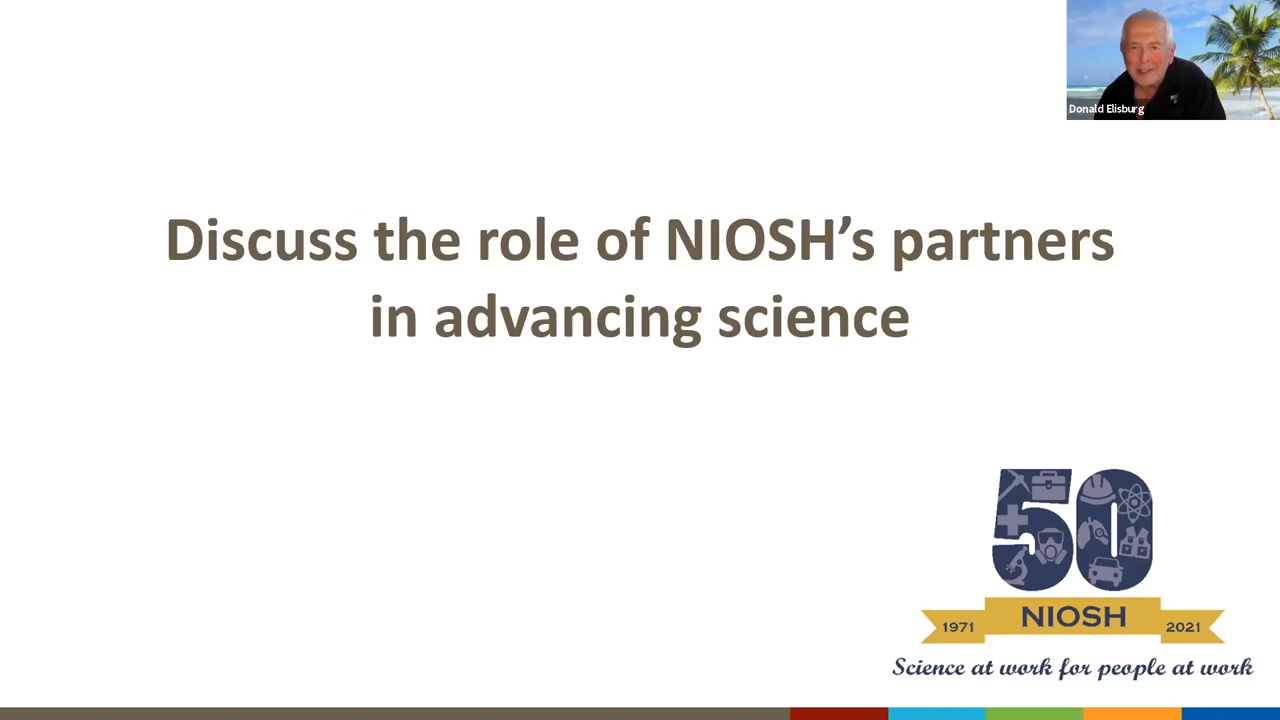 Donald Elisburg
Discuss the role of NIOSH’s partners
in advancing science
50
1971 NIOSH 2021
Science at work for people at work